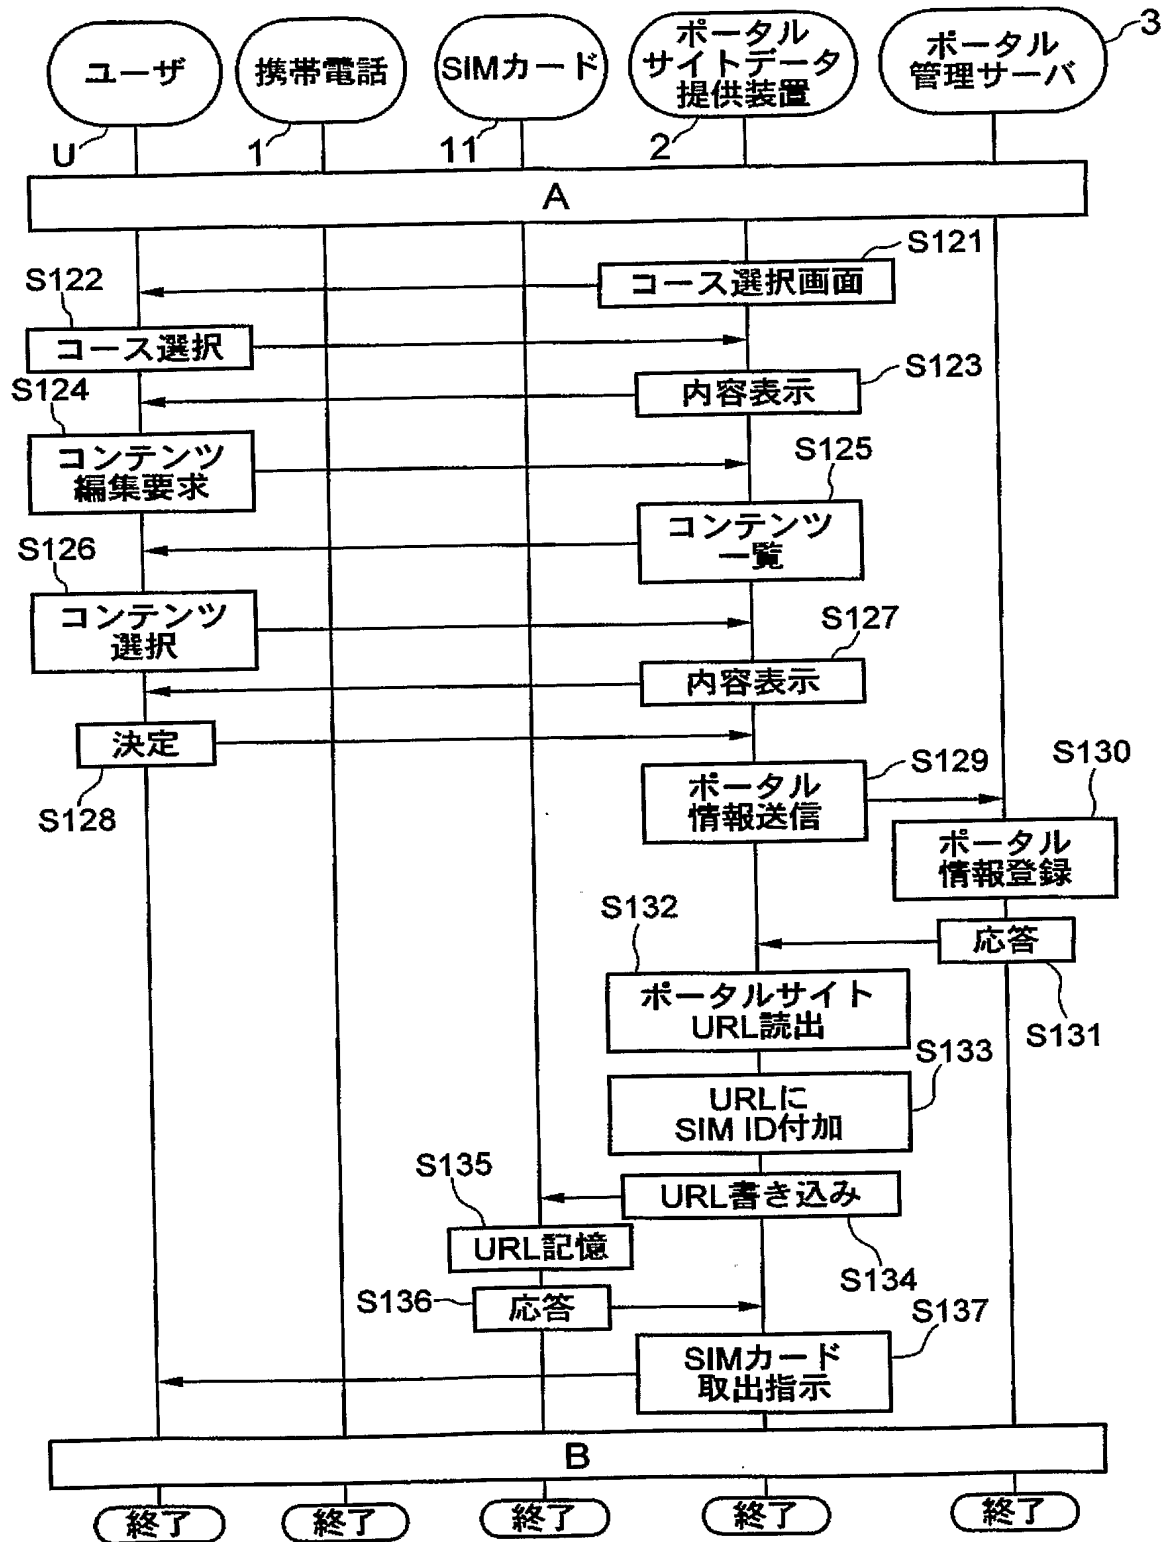 ユーザ
携帯電話
SIMカード
ポータル
サイトデータ
提供装置
ポータル
管理サーバ
3
U
1
11
2
A
S121
コース選択画面
S122
コース選択
S123
内容表示
S124
コンテンツ
編集要求
S125
コンテンツ
一覧
S126
コンテンツ
選択
S127
内容表示
決定
S128
S129
ポータル
情報送信
S130
ポータル
情報登録
応答
S131
S132
ポータルサイト
URL読出
S133
URLに
SIM ID付加
URL書き込み
S134
S135
URL記憶
S136
応答
S137
SIMカード
取出指示
B
終了
終了
終了
終了
終了